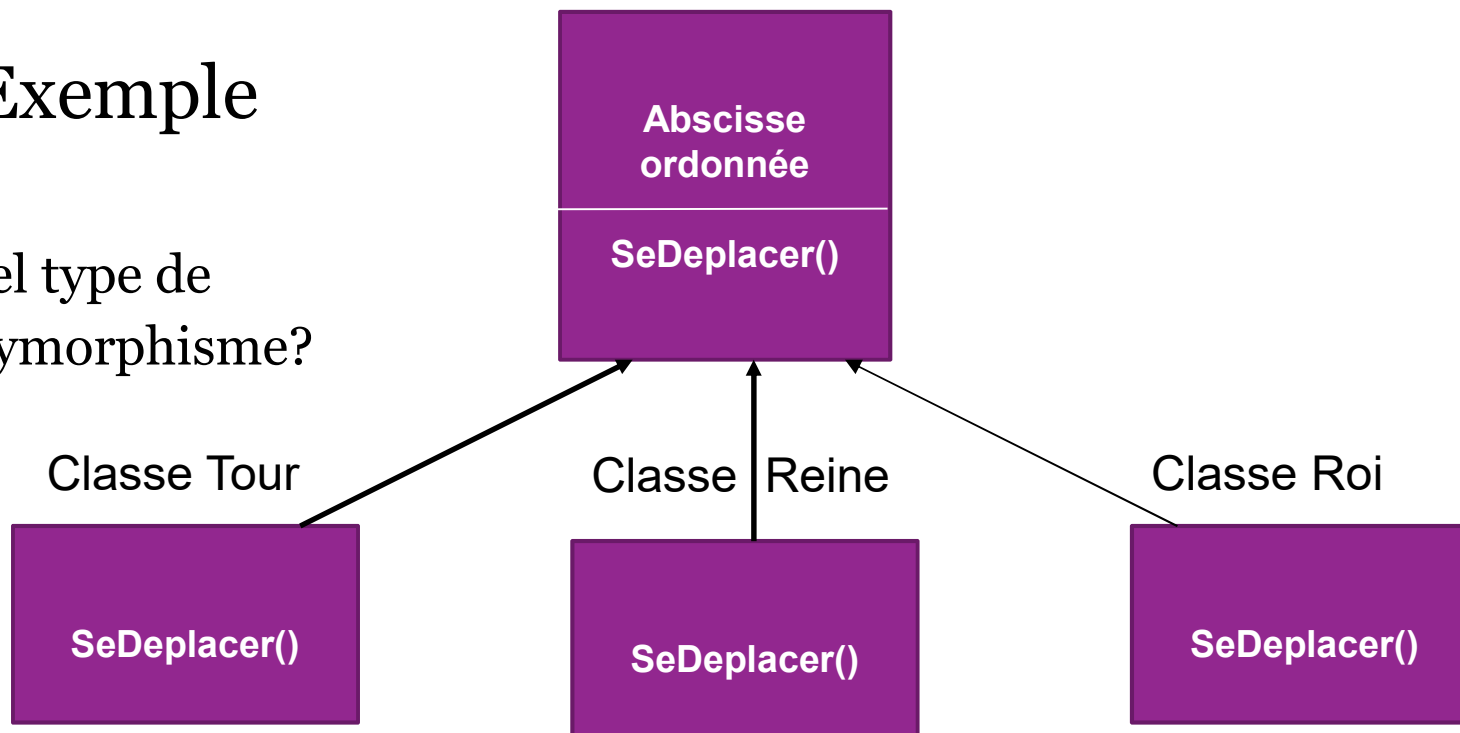 Exemple
el type de
ymorphisme?
Abscisse
ordonnée
SeDeplacer()
Classe Tour
Classe Reine
Classe Roi
SeDeplacer()
SeDeplacer()
SeDeplacer()